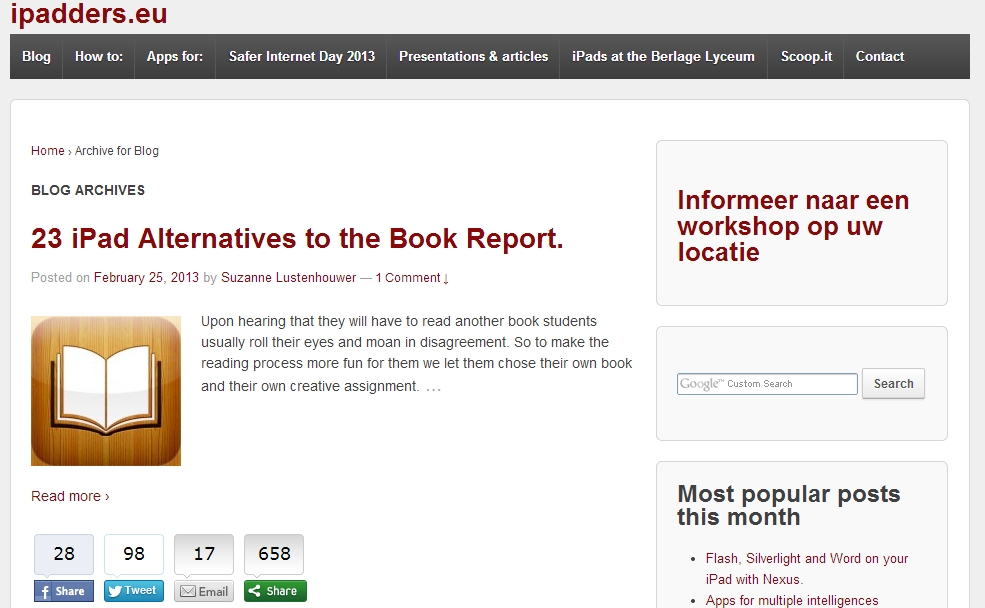 ipadders.eu
Blog
How to:
Apps for:
Safer Internet Day 2013
Presentations & articles
iPads at the Berlage Lyceum
Scoop.it
Contact
Home › Archive for Blog
BLOG ARCHIVES
23 iPad Alternatives to the Book Report.
Posted on February 25, 2013 by Suzanne Lustenhouwer — 1 Comment ↓
Upon hearing that they will have to read another book students
usually roll their eyes and moan in disagreement. So to make the
reading process more fun for them we let them chose their own book
and their own creative assignment. …
Read more ›
28
98
17
658
Share
Tweet
Email
Share
Informeer naar een
workshop op uw
locatie
Google™ Custom Search
Search
Most popular posts
this month
• Flash, Silverlight and Word on your
iPad with Nexus.
• Apps for multiple intelligences